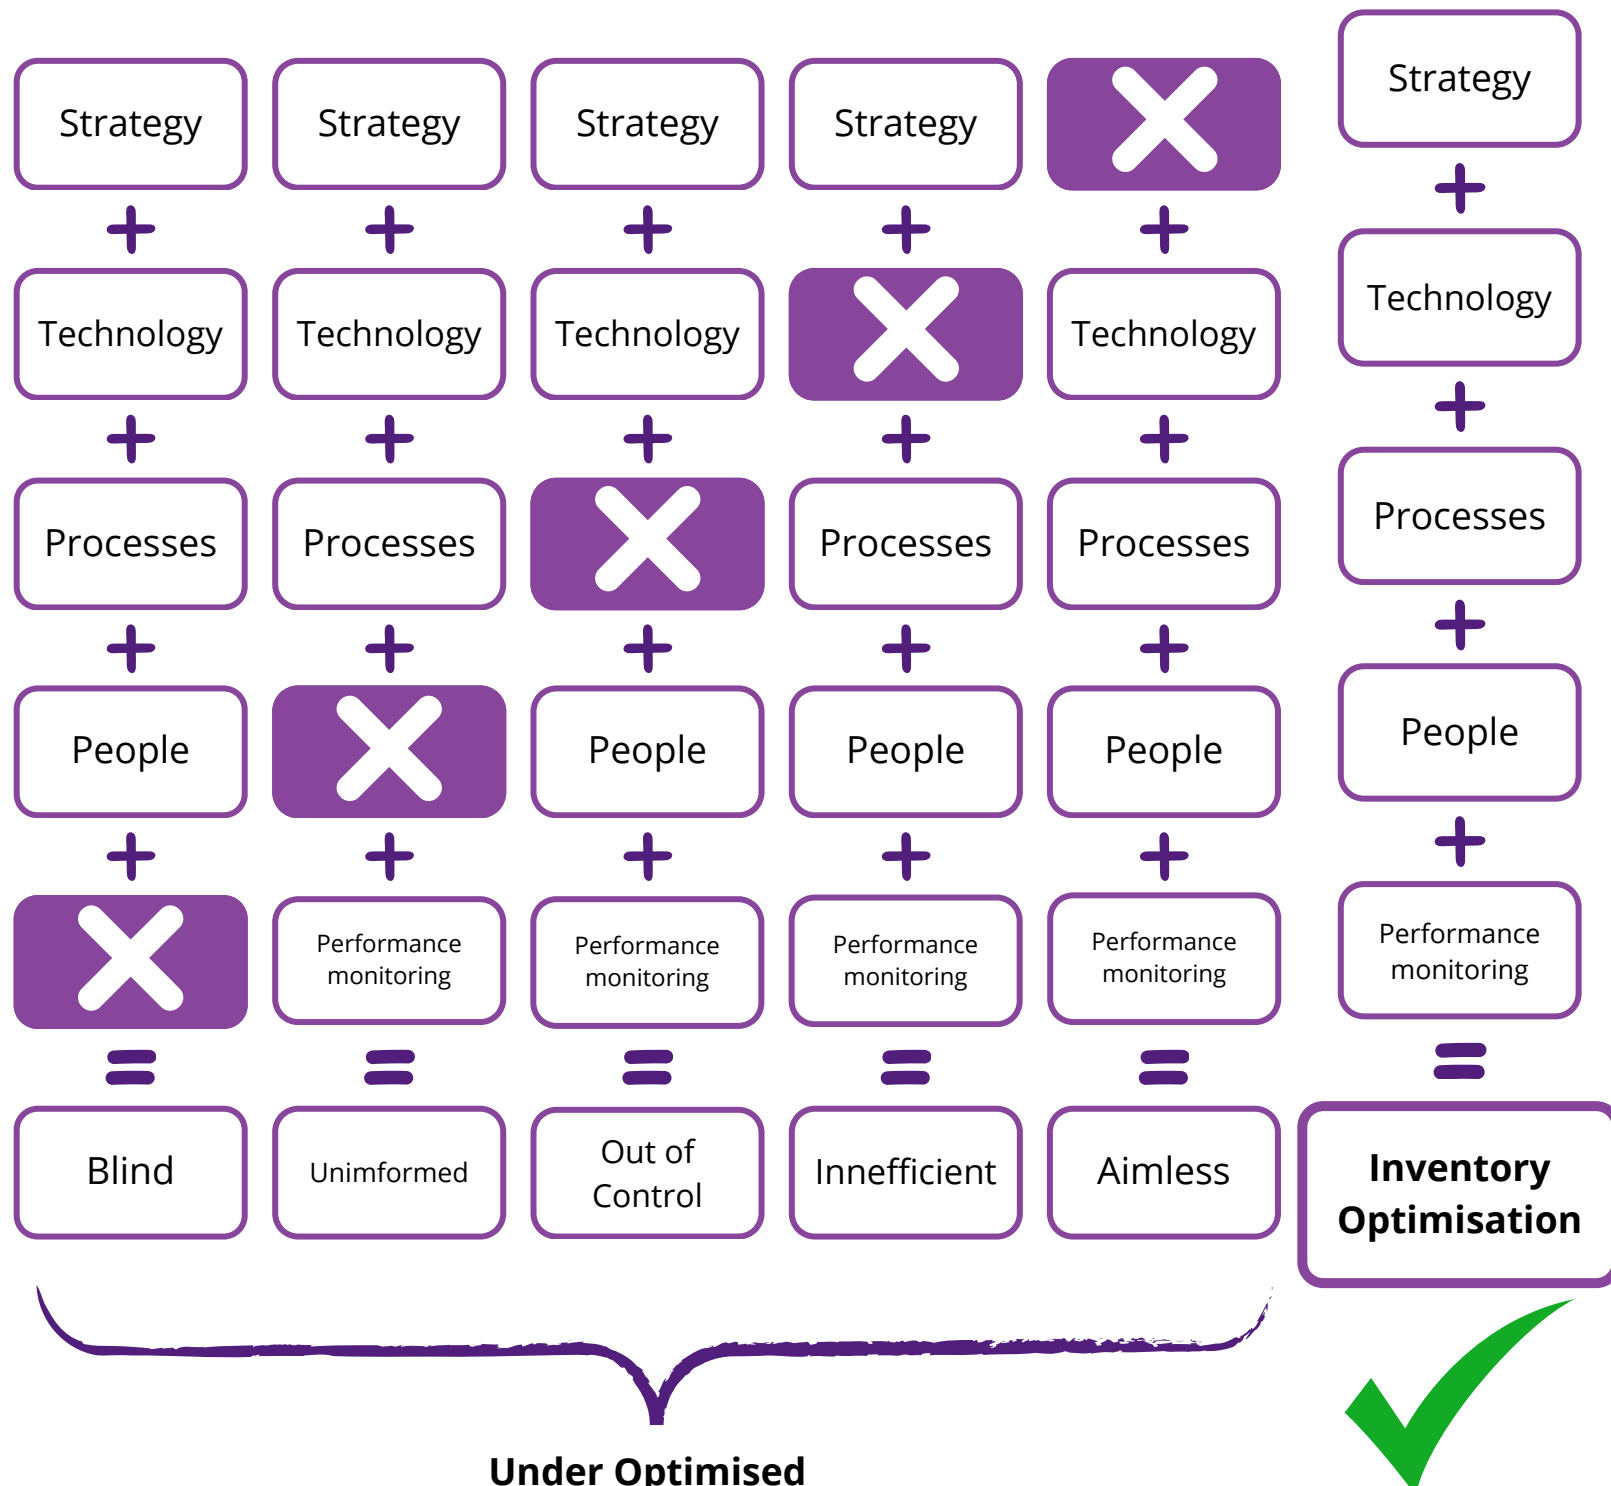 Strategy
Strategy
Strategy
Strategy
Strategy
Technology
Technology
Technology
Technology
Technology
Processes
Processes
Processes
Processes
Processes
People
People
People
People
People
Performance
monitoring
Performance
monitoring
Performance
monitoring
Performance
monitoring
Performance
monitoring
Blind
Unimformed
Out of
Control
Innefficient
Aimless
Inventory
Optimisation
Under Optimised